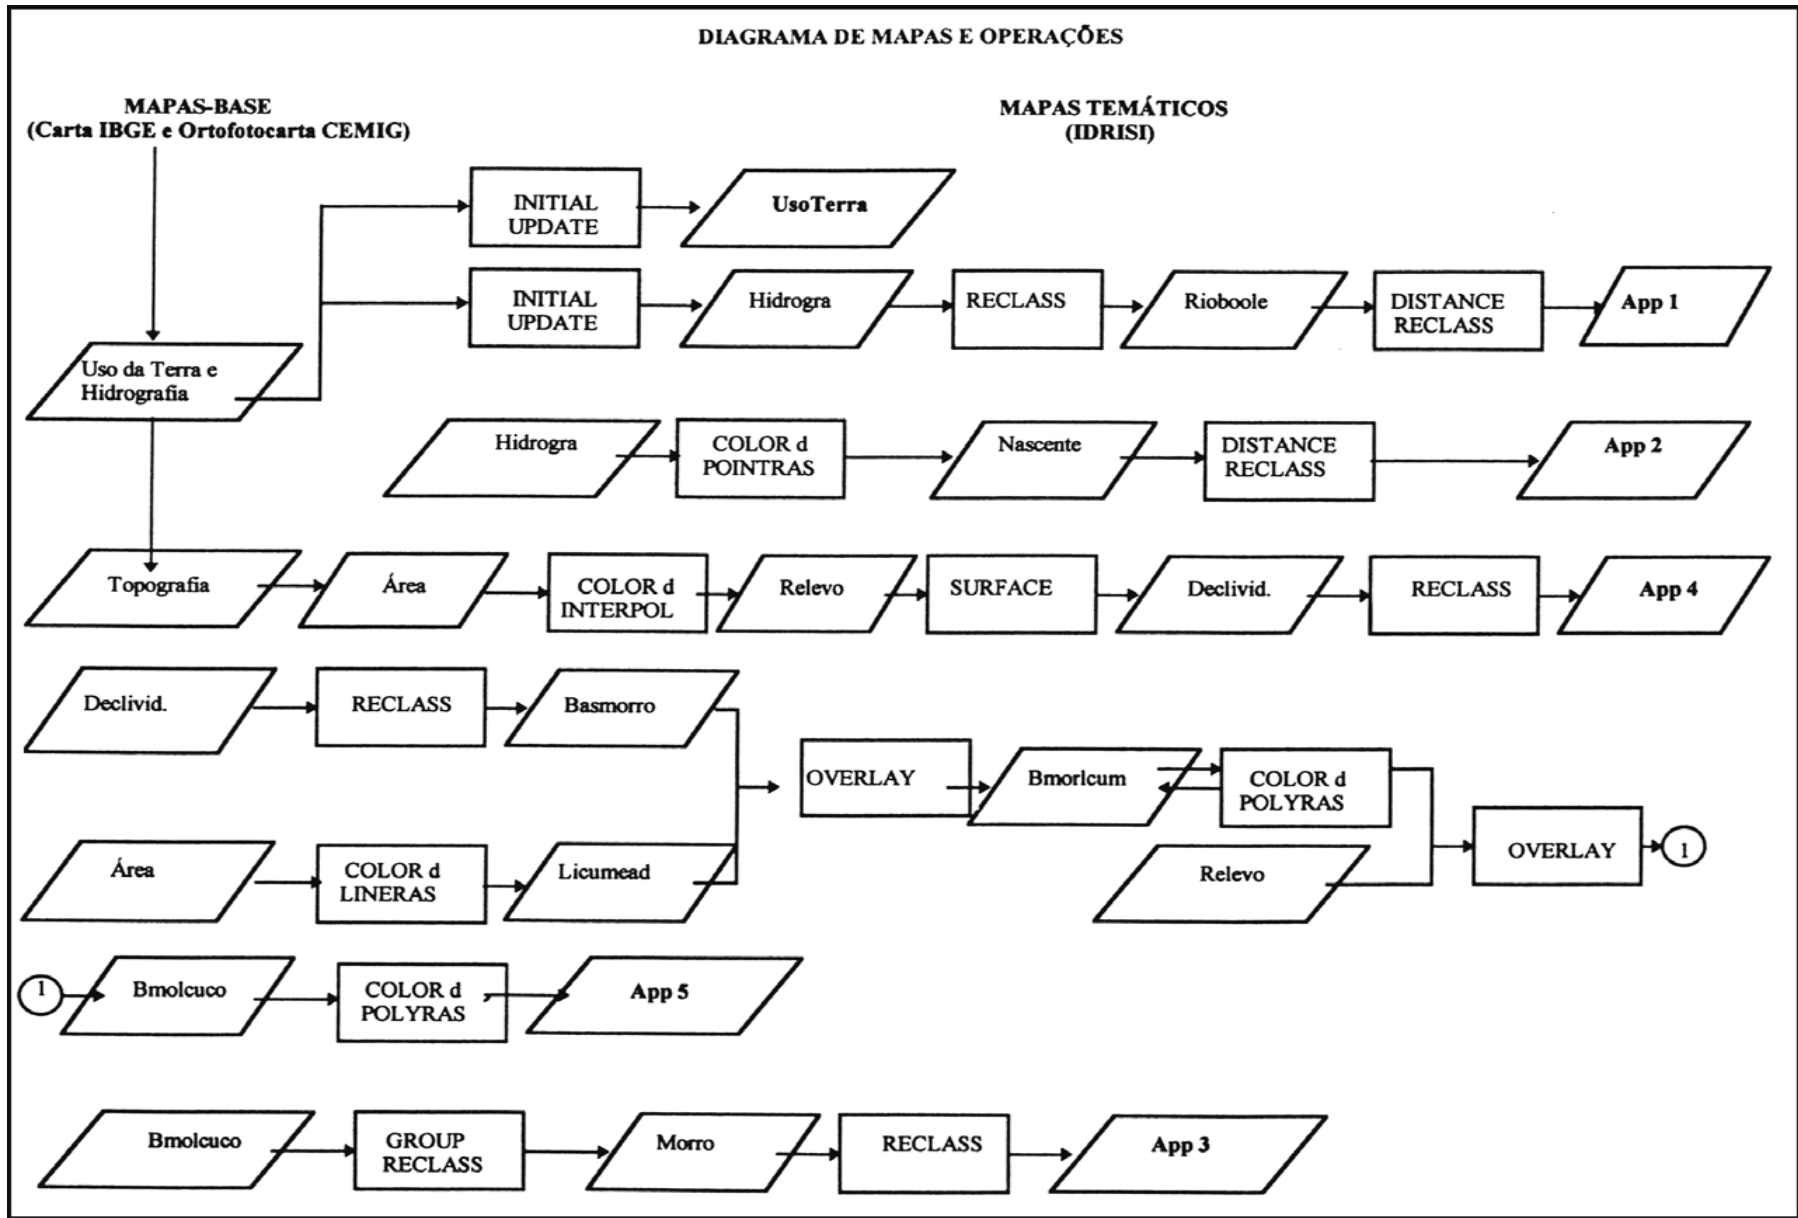 DIAGRAMA DE MAPAS E OPERAÇÕES
MAPAS-BASE
(Carta IBGE e Ortofotocarta CEMIG)
MAPAS TEMÁTICOS
(IDRISI)
INITIAL
UPDATE
UsoTerra
INITIAL
UPDATE
Hidrogra
RECLASS
Rioboole
DISTANCE
RECLASS
App 1
Uso da Terra e
Hidrografia
Hidrogra
COLOR d
POINTRAS
Nascente
DISTANCE
RECLASS
App 2
Topografia
Área
COLOR d
INTERPOL
Relevo
SURFACE
Declivid.
RECLASS
App 4
Declivid.
RECLASS
Basmorro
OVERLAY
Bmorlcum
COLOR d
POLYRAS
Área
COLOR d
LINERAS
Licumead
Relevo
OVERLAY
1
1
Bmolcuco
COLOR d
POLYRAS
App 5
Bmolcuco
GROUP
RECLASS
Morro
RECLASS
App 3